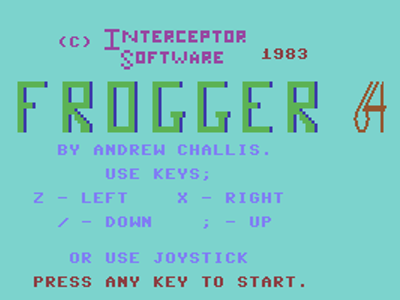 (C) INTERCEPTOR
SOFTWARE 1983
FROGGER 64
BY ANDREW CHALLIS.
USE KEYS;
Z - LEFT X - RIGHT
/ - DOWN ; - UP
OR USE JOYSTICK
PRESS ANY KEY TO START.